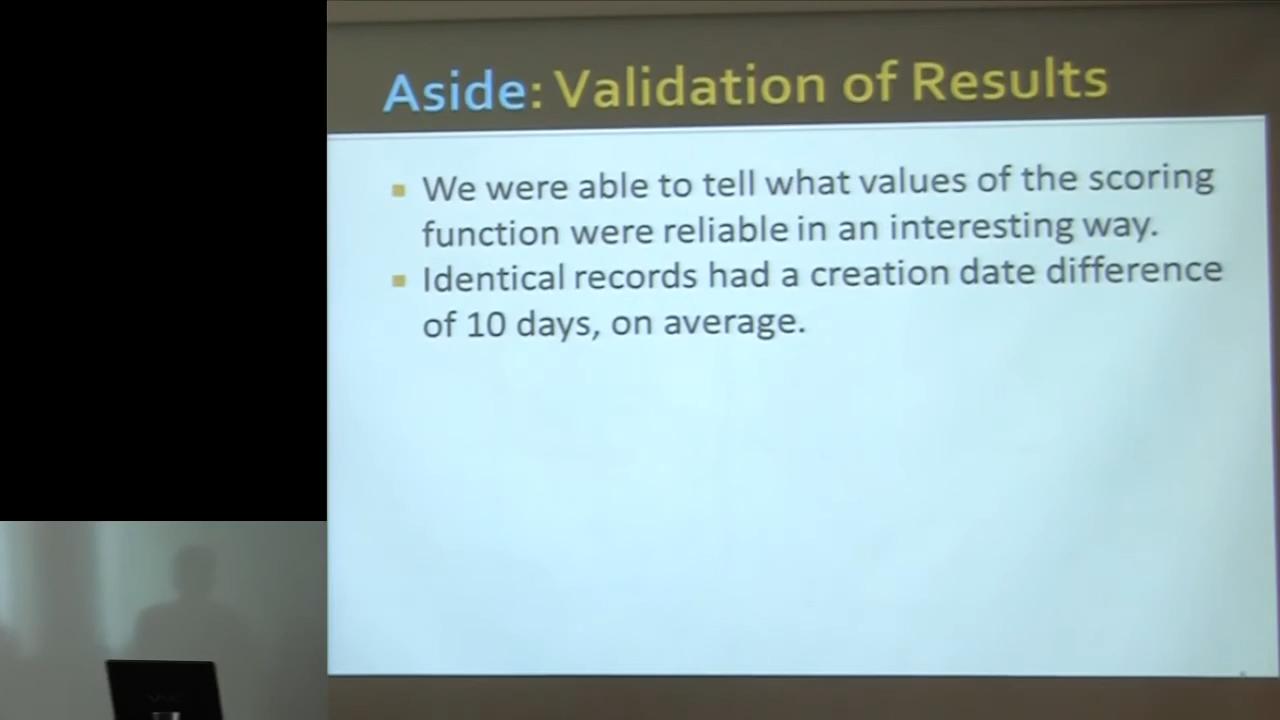 Aside: Validation of Results
We were able to tell what values of the scoring
function were reliable in an interesting way.
Identical records had a creation date difference
of 10 days, on average.